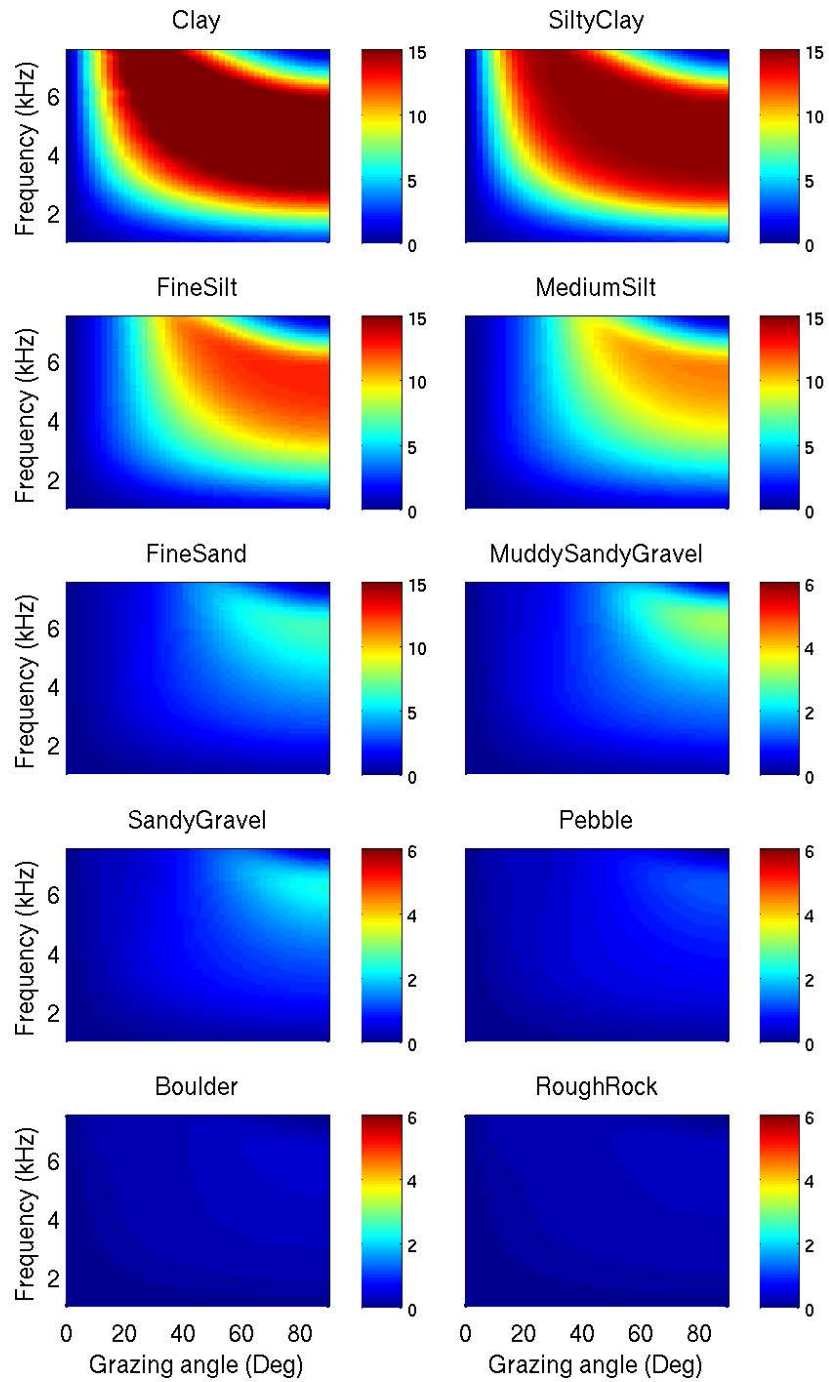 Clay
SiltyClay
Frequency (kHz)
6
4
2
15
10
5
0
15
10
5
0
FineSilt
MediumSilt
Frequency (kHz)
6
4
2
15
10
5
0
15
10
5
0
FineSand
MuddySandyGravel
Frequency (kHz)
6
4
2
15
10
5
0
6
4
2
0
SandyGravel
Pebble
Frequency (kHz)
6
4
2
6
4
2
0
6
4
2
0
Boulder
RoughRock
Frequency (kHz)
6
4
2
6
4
2
0
6
4
2
0
0 20 40 60 80
0 20 40 60 80
Grazing angle (Deg)
Grazing angle (Deg)